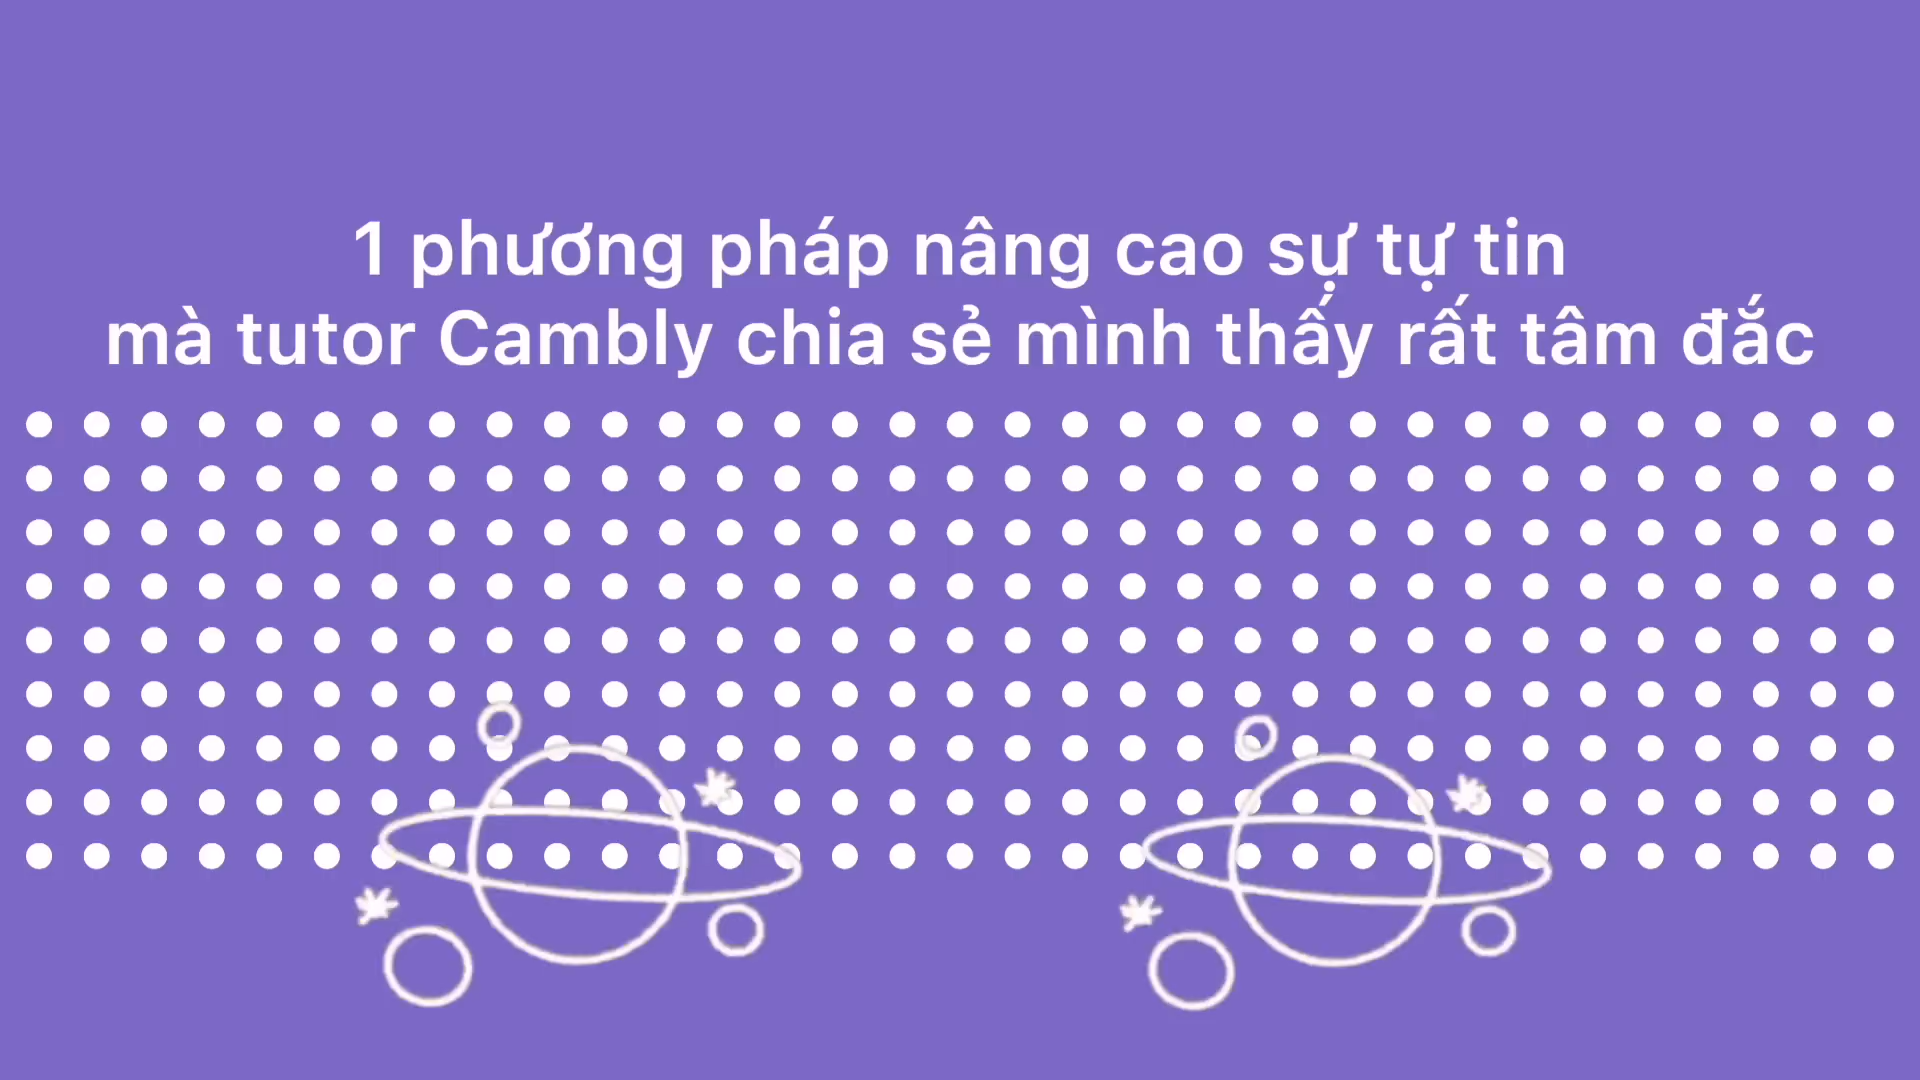 1 phương pháp nâng cao sự tự tin
mà tutor Cambly chia sẻ mình thấy rất tâm đắc